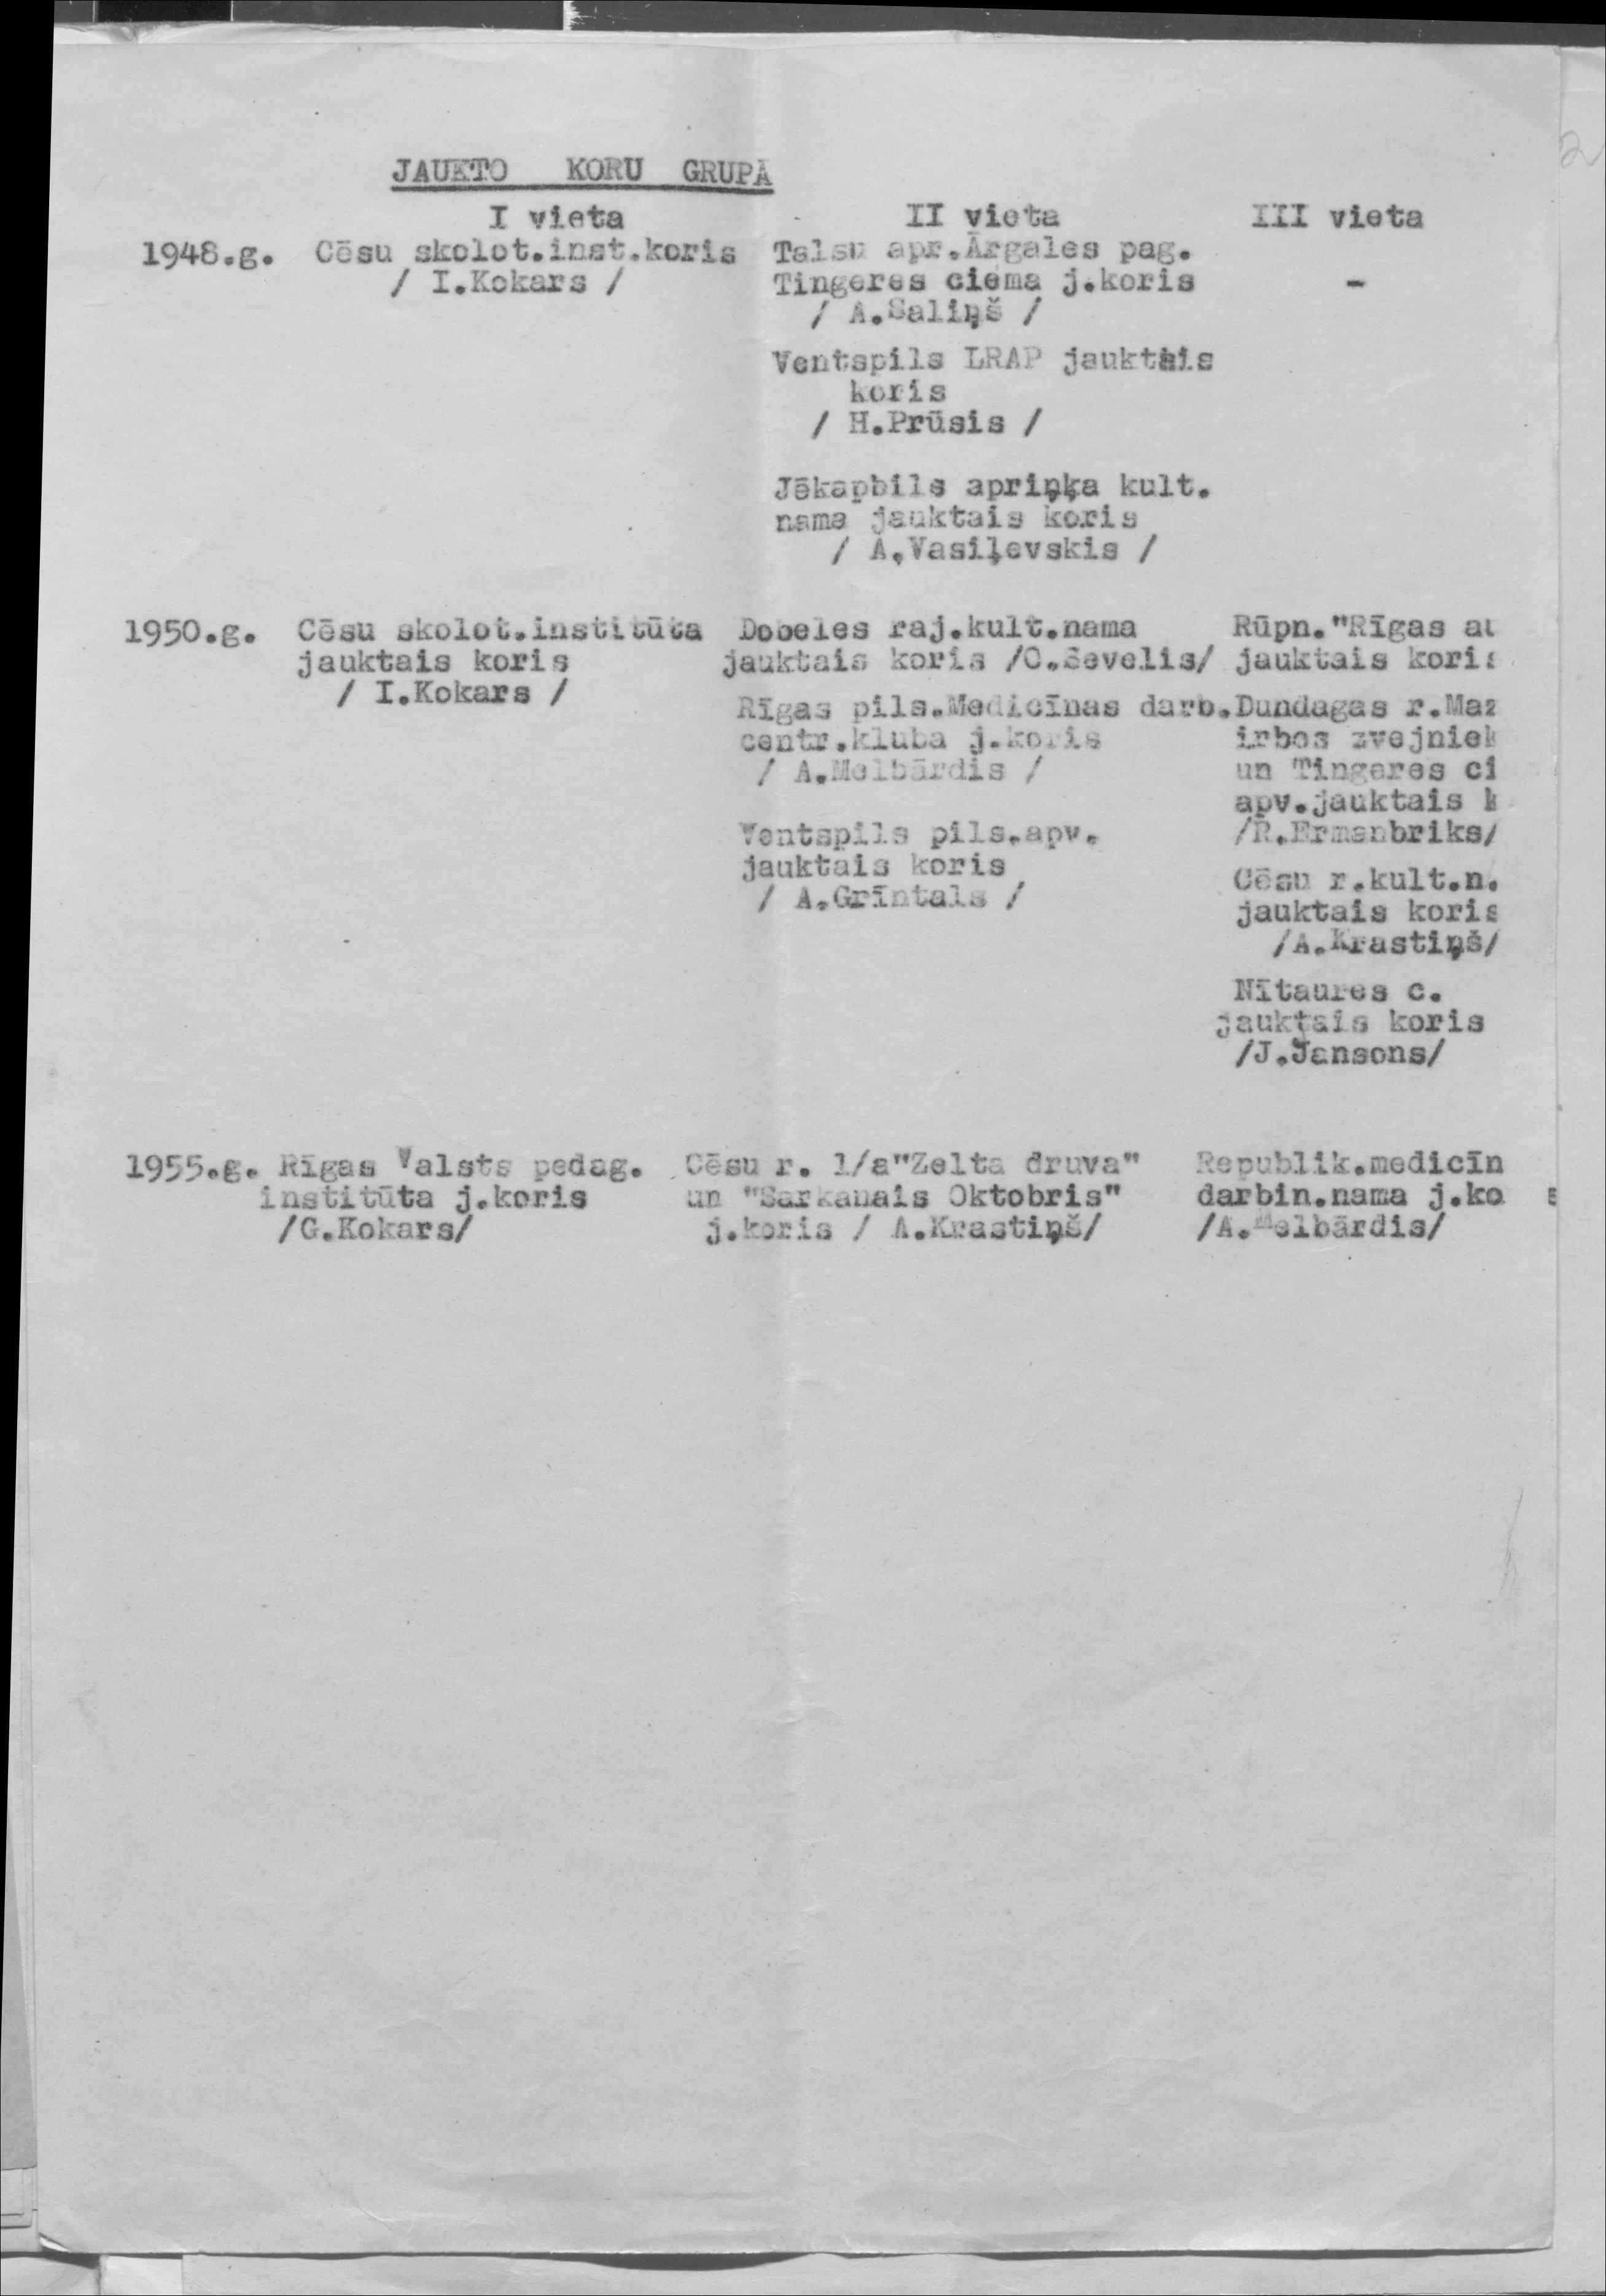 2
JAUKTO KORU GRUPĀ
I vieta II vieta III vieta
1948.g. Cēsu skolot.inst.koris Talsu apr.Ārgales pag.
/ I.Kokars / Tingeres ciema j.koris -
/ A.Saliņš /
Ventspils LRAP jauktais
koris
/ H.Prūsis /
Jēkapbils apriņķa kult.
nama jauktais koris
/ A.Vasiļevskis /
1950.g. Cēsu skolot.institūta Dobeles raj.kult.nama Rūpn."Rīgas au
jauktais koris jauktais koris /O.Sevelis/ jauktais koris
/ I.Kokars /
Rīgas pils.Medicīnas darb. Dundagas r.Maz
centr.kluba j.koris irbes zvejniek
/ A.Melbārdis / un Tingeres ci
apv.jauktais k
Ventspils pils.apv. /R.Ermanbriks/
jauktais koris Cēsu r.kult.n.
/ A.Grīntals / jauktais koris
/A.Krastiņš/
Nītaures c.
jauktais koris
/J.Jansons/
1955.g. Rīgas Valsts pedag. Cēsu r. l/a"Zelta druva" Republik.medicīn
institūta j.koris un "Sarkanais Oktobris" darbin.nama j.ko s
/G.Kokars/ j.koris / A.Krastiņš/ /A.Melbārdis/